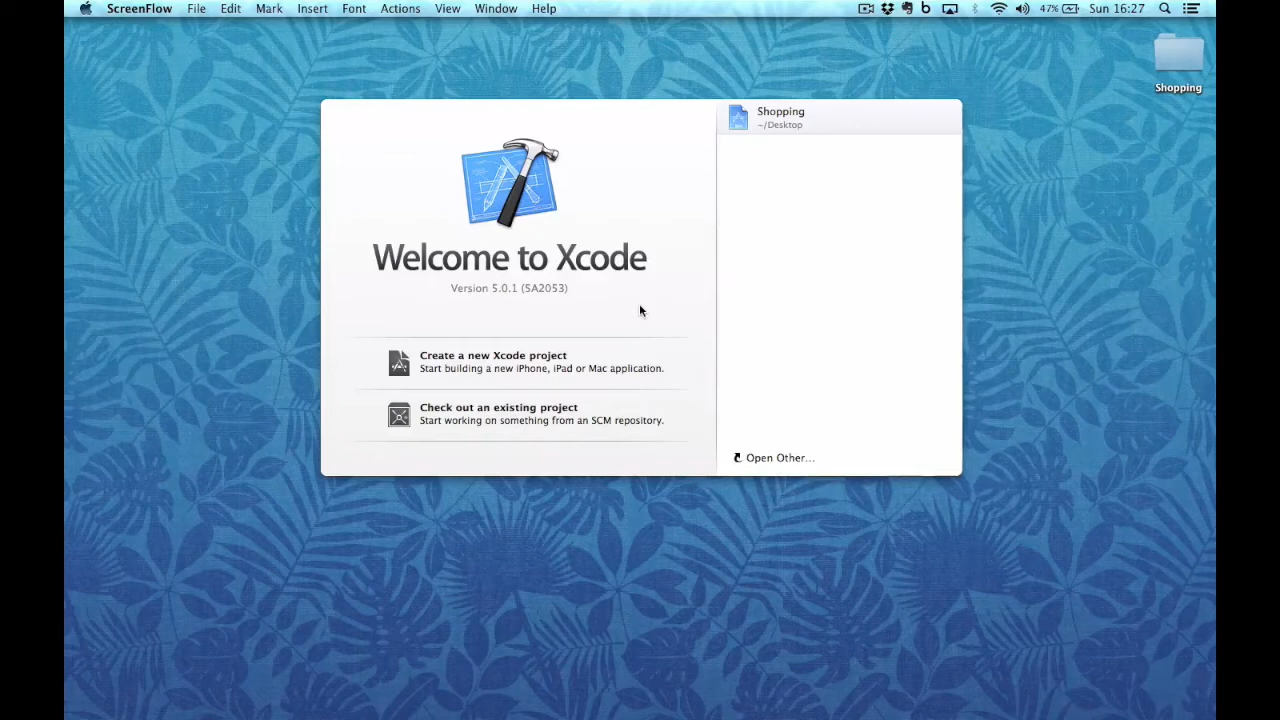 ScreenFlow File Edit Mark Insert Font Actions View Window Help 47% Sun 16:27
Shopping
Shopping
~/Desktop
Welcome to Xcode
Version 5.0.1 (5A2053)
Create a new Xcode project
Start building a new iPhone, iPad or Mac application.
Check out an existing project
Start working on something from an SCM repository.
Open Other...